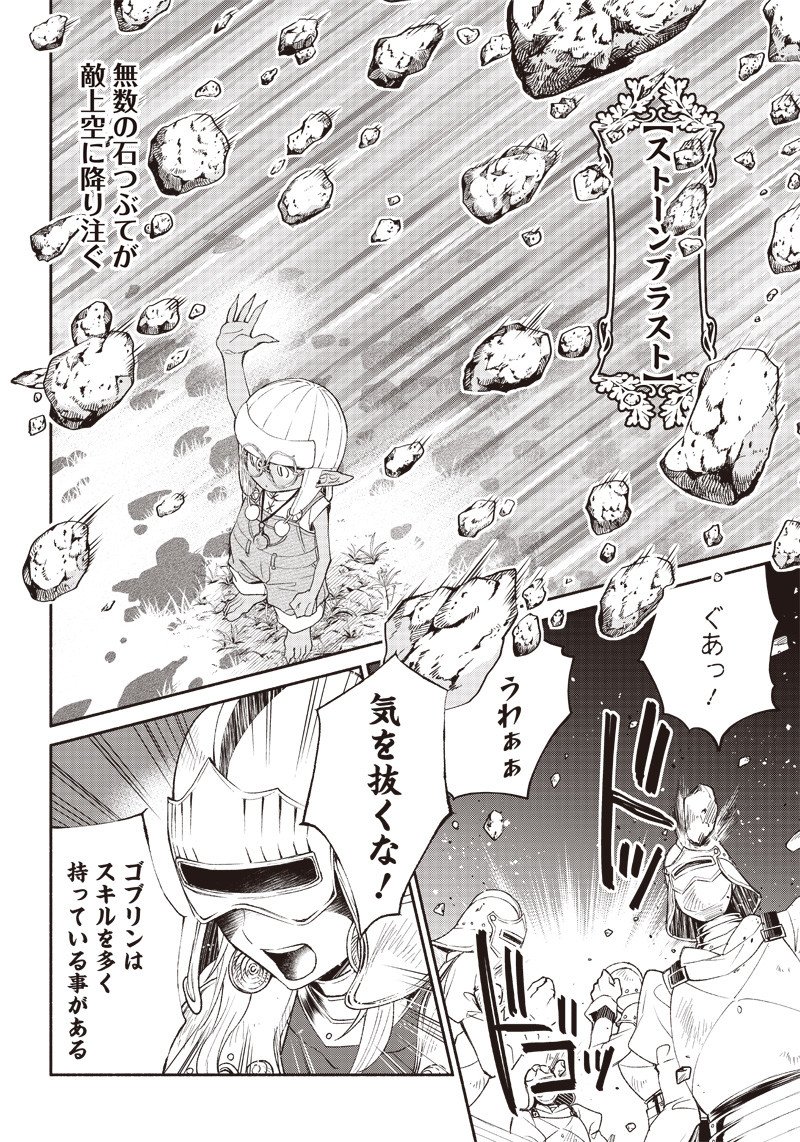 【ストーンブラスト】
無数の石つぶてが
敵上空に降り注ぐ
ぐあっ！
うわぁぁ
ドッ
ドドッ
気を抜くな！
ゴブリンは
スキルを多く
持っている事がある